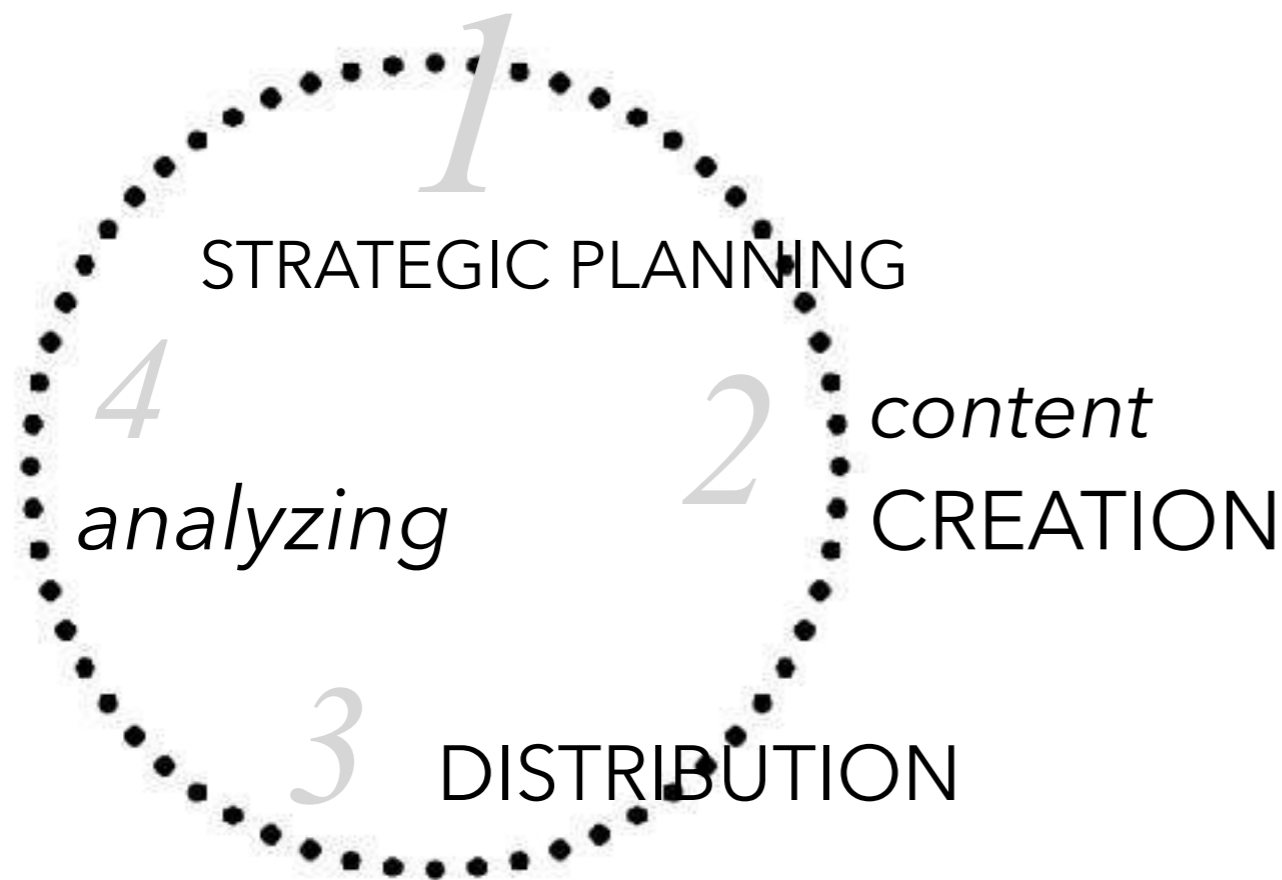 1
STRATEGIC PLANNING
2
content
CREATION
3
DISTRIBUTION
4
analyzing